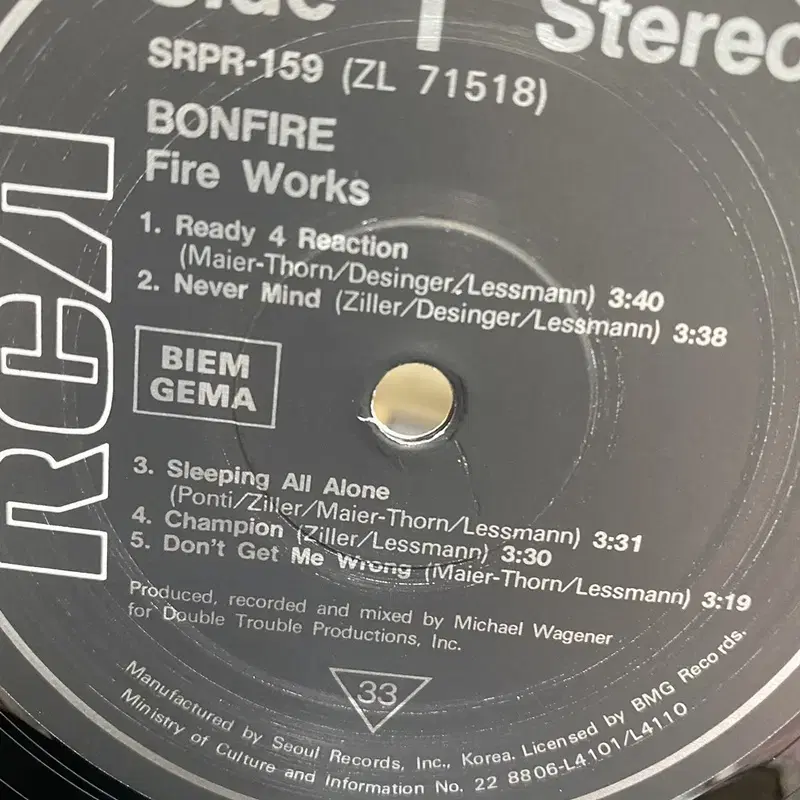 Side 1 Stereo
SRPR-159 (ZL 71518)
BONFIRE
Fire Works
1. Ready 4 Reaction
(Maier-Thorn/Desinger/Lessmann) 3:40
2. Never Mind (Ziller/Desinger/Lessmann) 3:38
RCA
BIEM
GEMA
3. Sleeping All Alone
(Ponti/Ziller/Maier-Thorn/Lessmann) 3:31
4. Champion (Ziller/Lessmann) 3:30
5. Don't Get Me Wrong (Maier-Thorn/Lessmann) 3:19
Produced, recorded and mixed by Michael Wagener
for Double Trouble Productions, Inc.
33
Manufactured by Seoul Records, Inc., Korea. Licensed by BMG Records.
Ministry of Culture and Information No. 22 8806-L4101/L4110